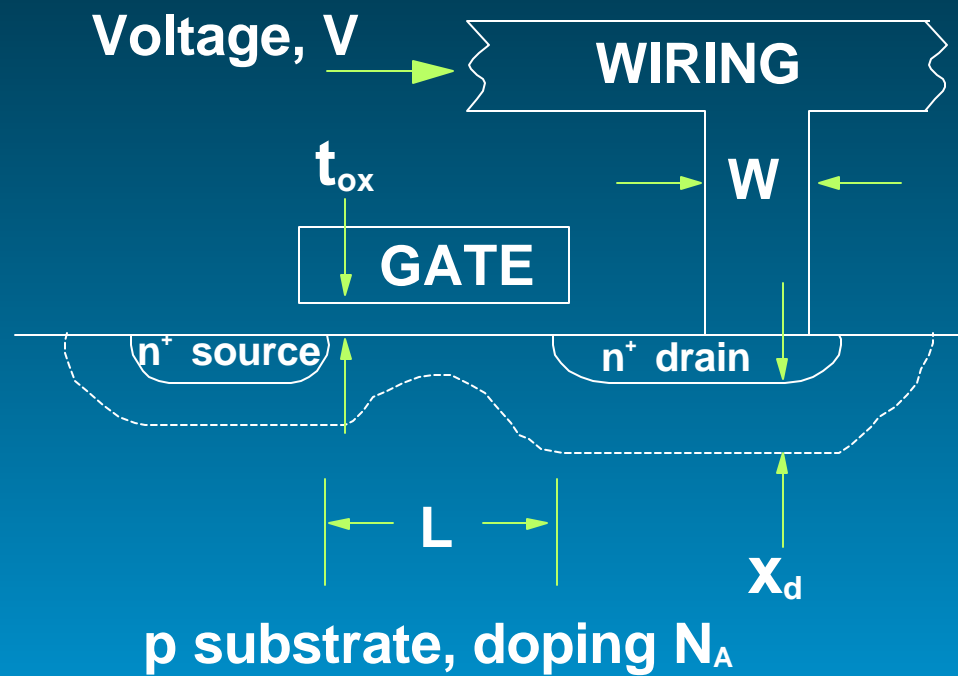 Voltage, V
WIRING
tox
W
GATE
n+ source
n+ drain
L
xd
p substrate, doping NA